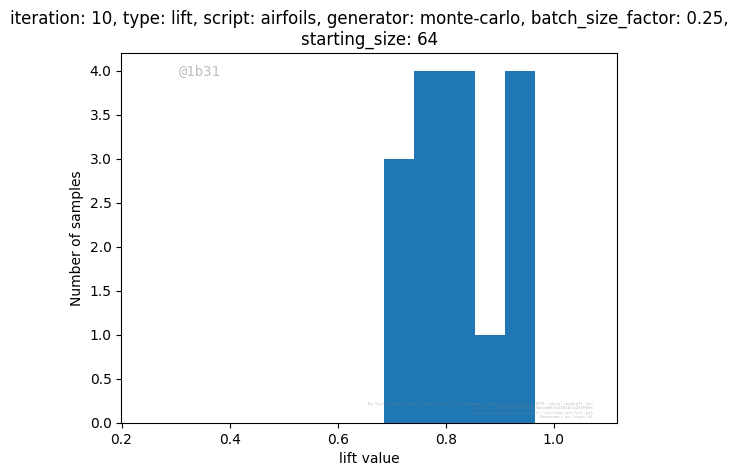 iteration: 10, type: lift, script: airfoils, generator: monte-carlo, batch_size_factor: 0.25,
starting_size: 64
@1b31
4.0
3.5
3.0
2.5
2.0
1.5
1.0
0.5
0.0
Number of samples
0.2
0.4
0.6
0.8
1.0
lift value